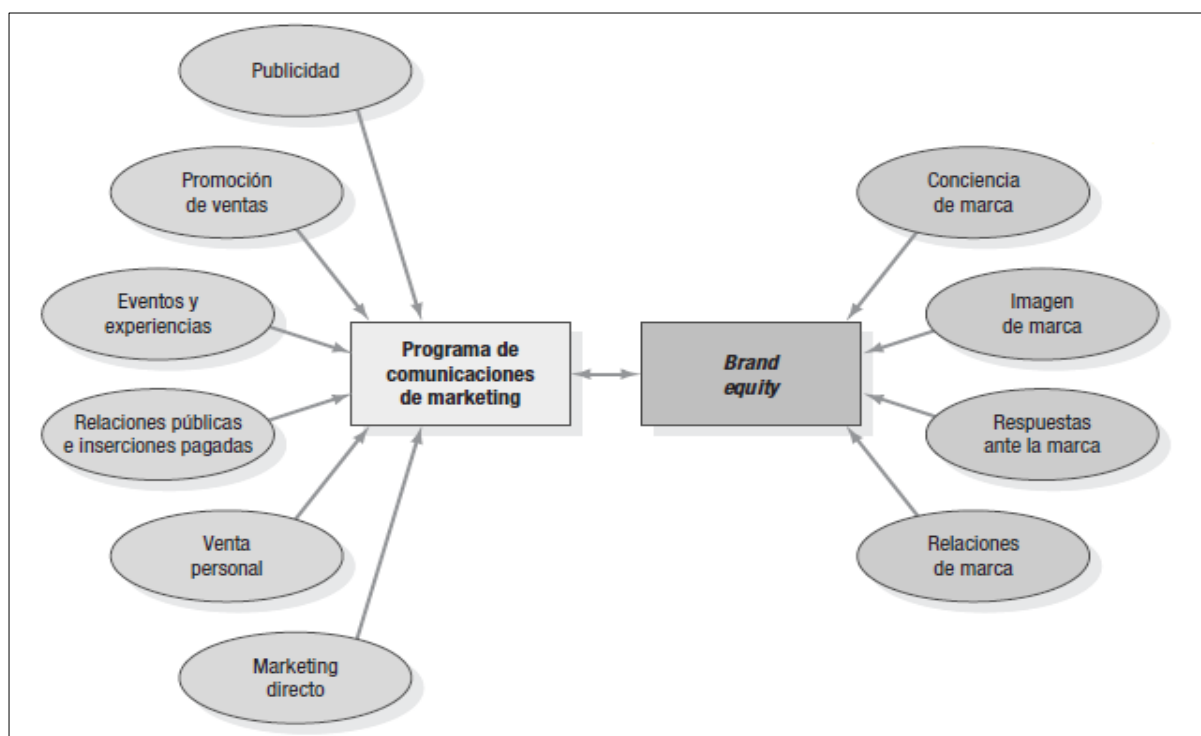 Publicidad
Promoción
de ventas
Eventos y
experiencias
Relaciones públicas
e inserciones pagadas
Venta
personal
Marketing
directo
Programa de
comunicaciones
de marketing
Brand
equity
Conciencia
de marca
Imagen
de marca
Respuestas
ante la marca
Relaciones
de marca